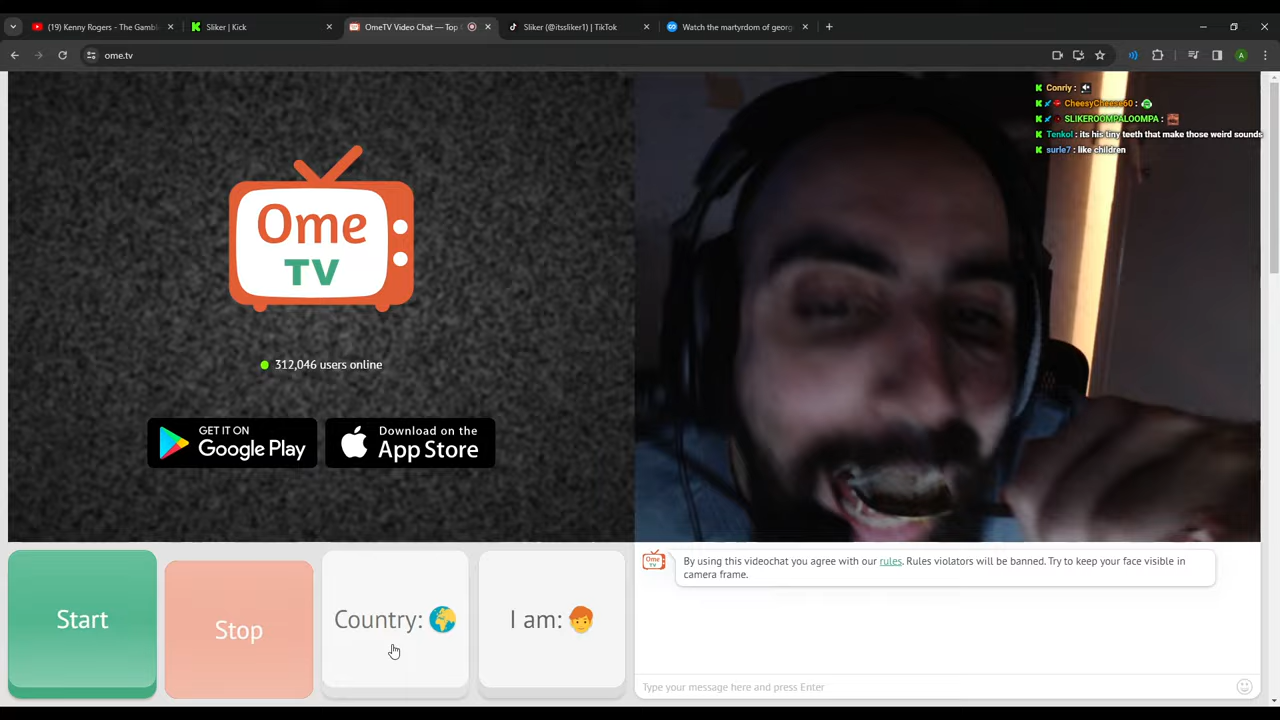 (19) Kenny Rogers - The Gambl
Sliker | Kick
OmeTV Video Chat — Top
Sliker (@itssliker1) | TikTok
Watch the martyrdom of georg
ome.tv
Conriy :
CheesyCheese60 :
SLIKEROOMPALOOMPA :
Tenkol : its his tiny teeth that make those weird sounds
surle7 : like children
Ome
TV
312,046 users online
GET IT ON
Google Play
Download on the
App Store
Start
Stop
Country:
I am:
Ome
TV
By using this videochat you agree with our rules. Rules violators will be banned. Try to keep your face visible in
camera frame.
Type your message here and press Enter